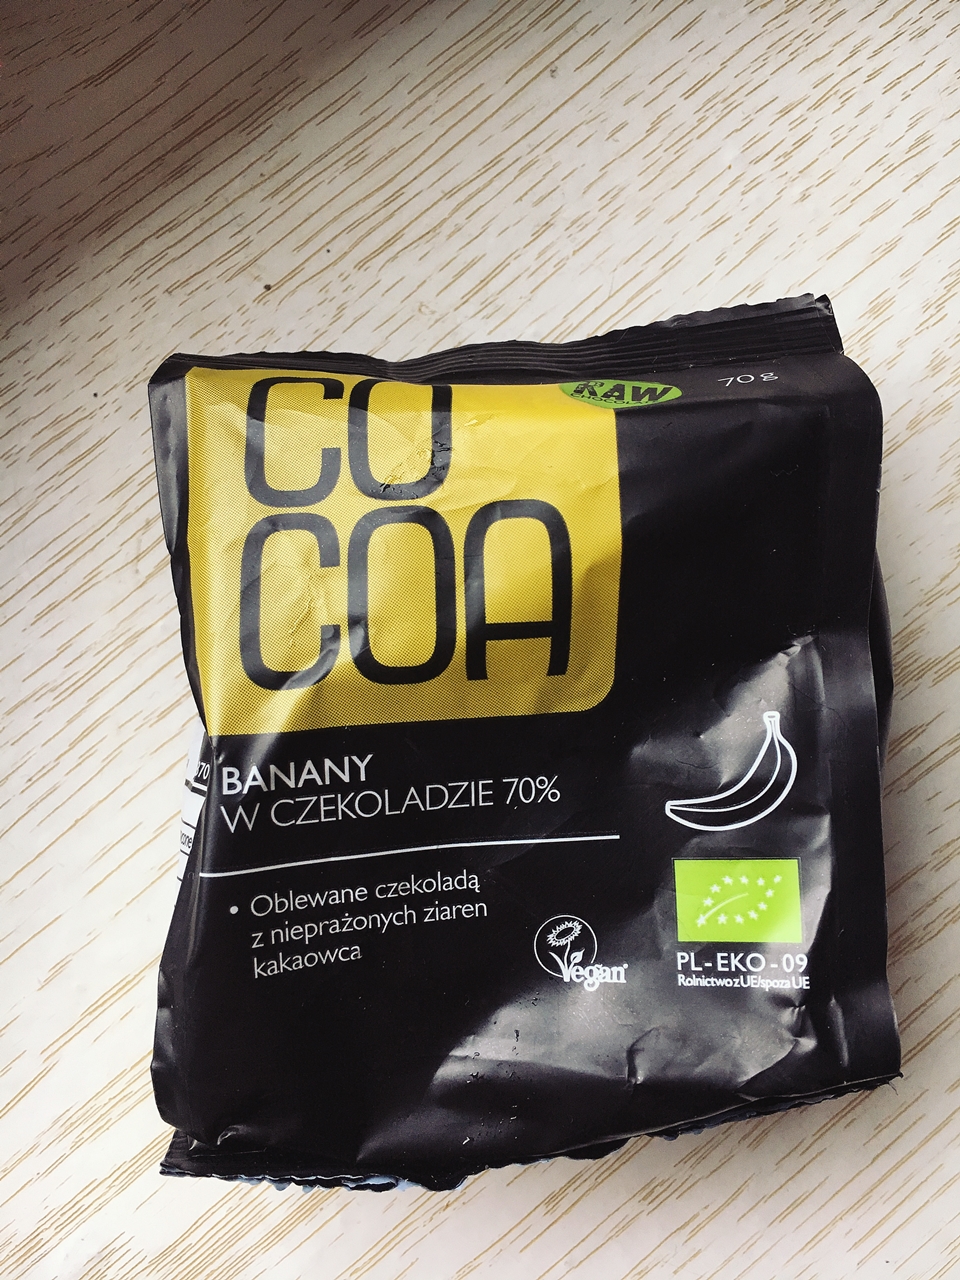 CO
COA
RAW
CHOCOLATE
70 g
BANANY
W CZEKOLADZIE 70%
• Oblewane czekoladą
z nieprażonych ziaren
kakaowca
Vegan
PL-EKO-09
Rolnictwo z UE/spoza UE